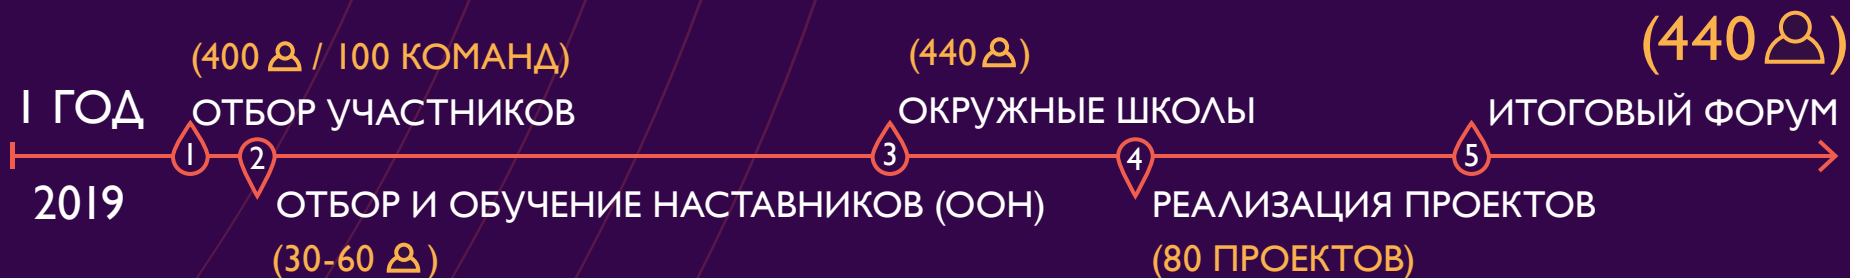 1 ГОД
2019
(400 / 100 КОМАНД)
ОТБОР УЧАСТНИКОВ
1
2
ОТБОР И ОБУЧЕНИЕ НАСТАВНИКОВ (ООН)
(30-60)
(440)
ОКРУЖНЫЕ ШКОЛЫ
3
4
РЕАЛИЗАЦИЯ ПРОЕКТОВ
(80 ПРОЕКТОВ)
(440)
ИТОГОВЫЙ ФОРУМ
5